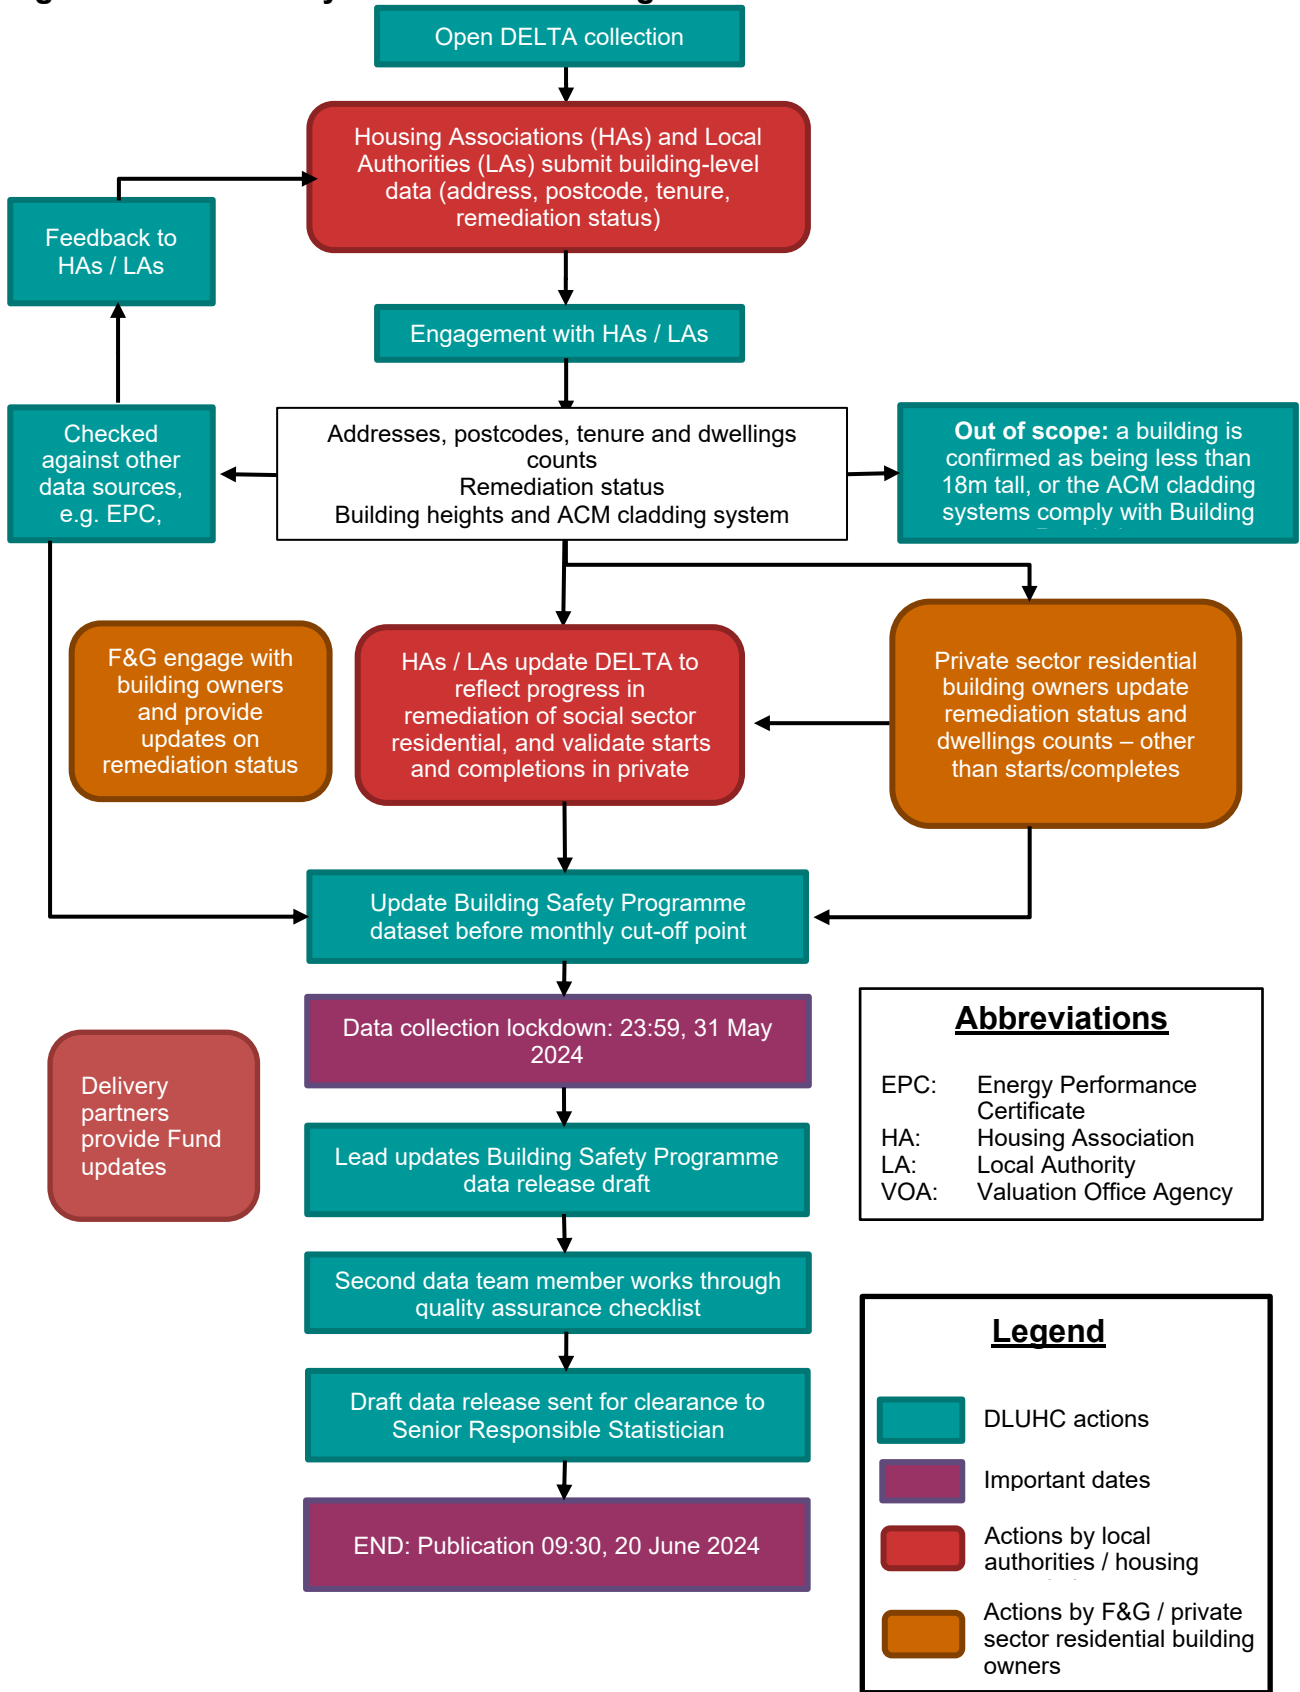 Open DELTA collection
Housing Associations (HAs) and Local
Authorities (LAs) submit building-level
data (address, postcode, tenure,
remediation status)
Feedback to
HAs / LAs
Engagement with HAs / LAs
Checked
against other
data sources,
e.g. EPC,
Addresses, postcodes, tenure and dwellings
counts
Remediation status
Building heights and ACM cladding system
Out of scope: a building is
confirmed as being less than
18m tall, or the ACM cladding
systems comply with Building
F&G engage with
building owners
and provide
updates on
remediation status
HAs / LAs update DELTA to
reflect progress in
remediation of social sector
residential, and validate starts
and completions in private
Private sector residential
building owners update
remediation status and
dwellings counts – other
than starts/completes
Update Building Safety Programme
dataset before monthly cut-off point
Data collection lockdown: 23:59, 31 May
2024
Delivery
partners
provide Fund
updates
Lead updates Building Safety Programme
data release draft
Second data team member works through
quality assurance checklist
Draft data release sent for clearance to
Senior Responsible Statistician
END: Publication 09:30, 20 June 2024
Abbreviations
EPC: Energy Performance
Certificate
HA: Housing Association
LA: Local Authority
VOA: Valuation Office Agency
Legend
DLUHC actions
Important dates
Actions by local
authorities / housing
Actions by F&G / private
sector residential building
owners